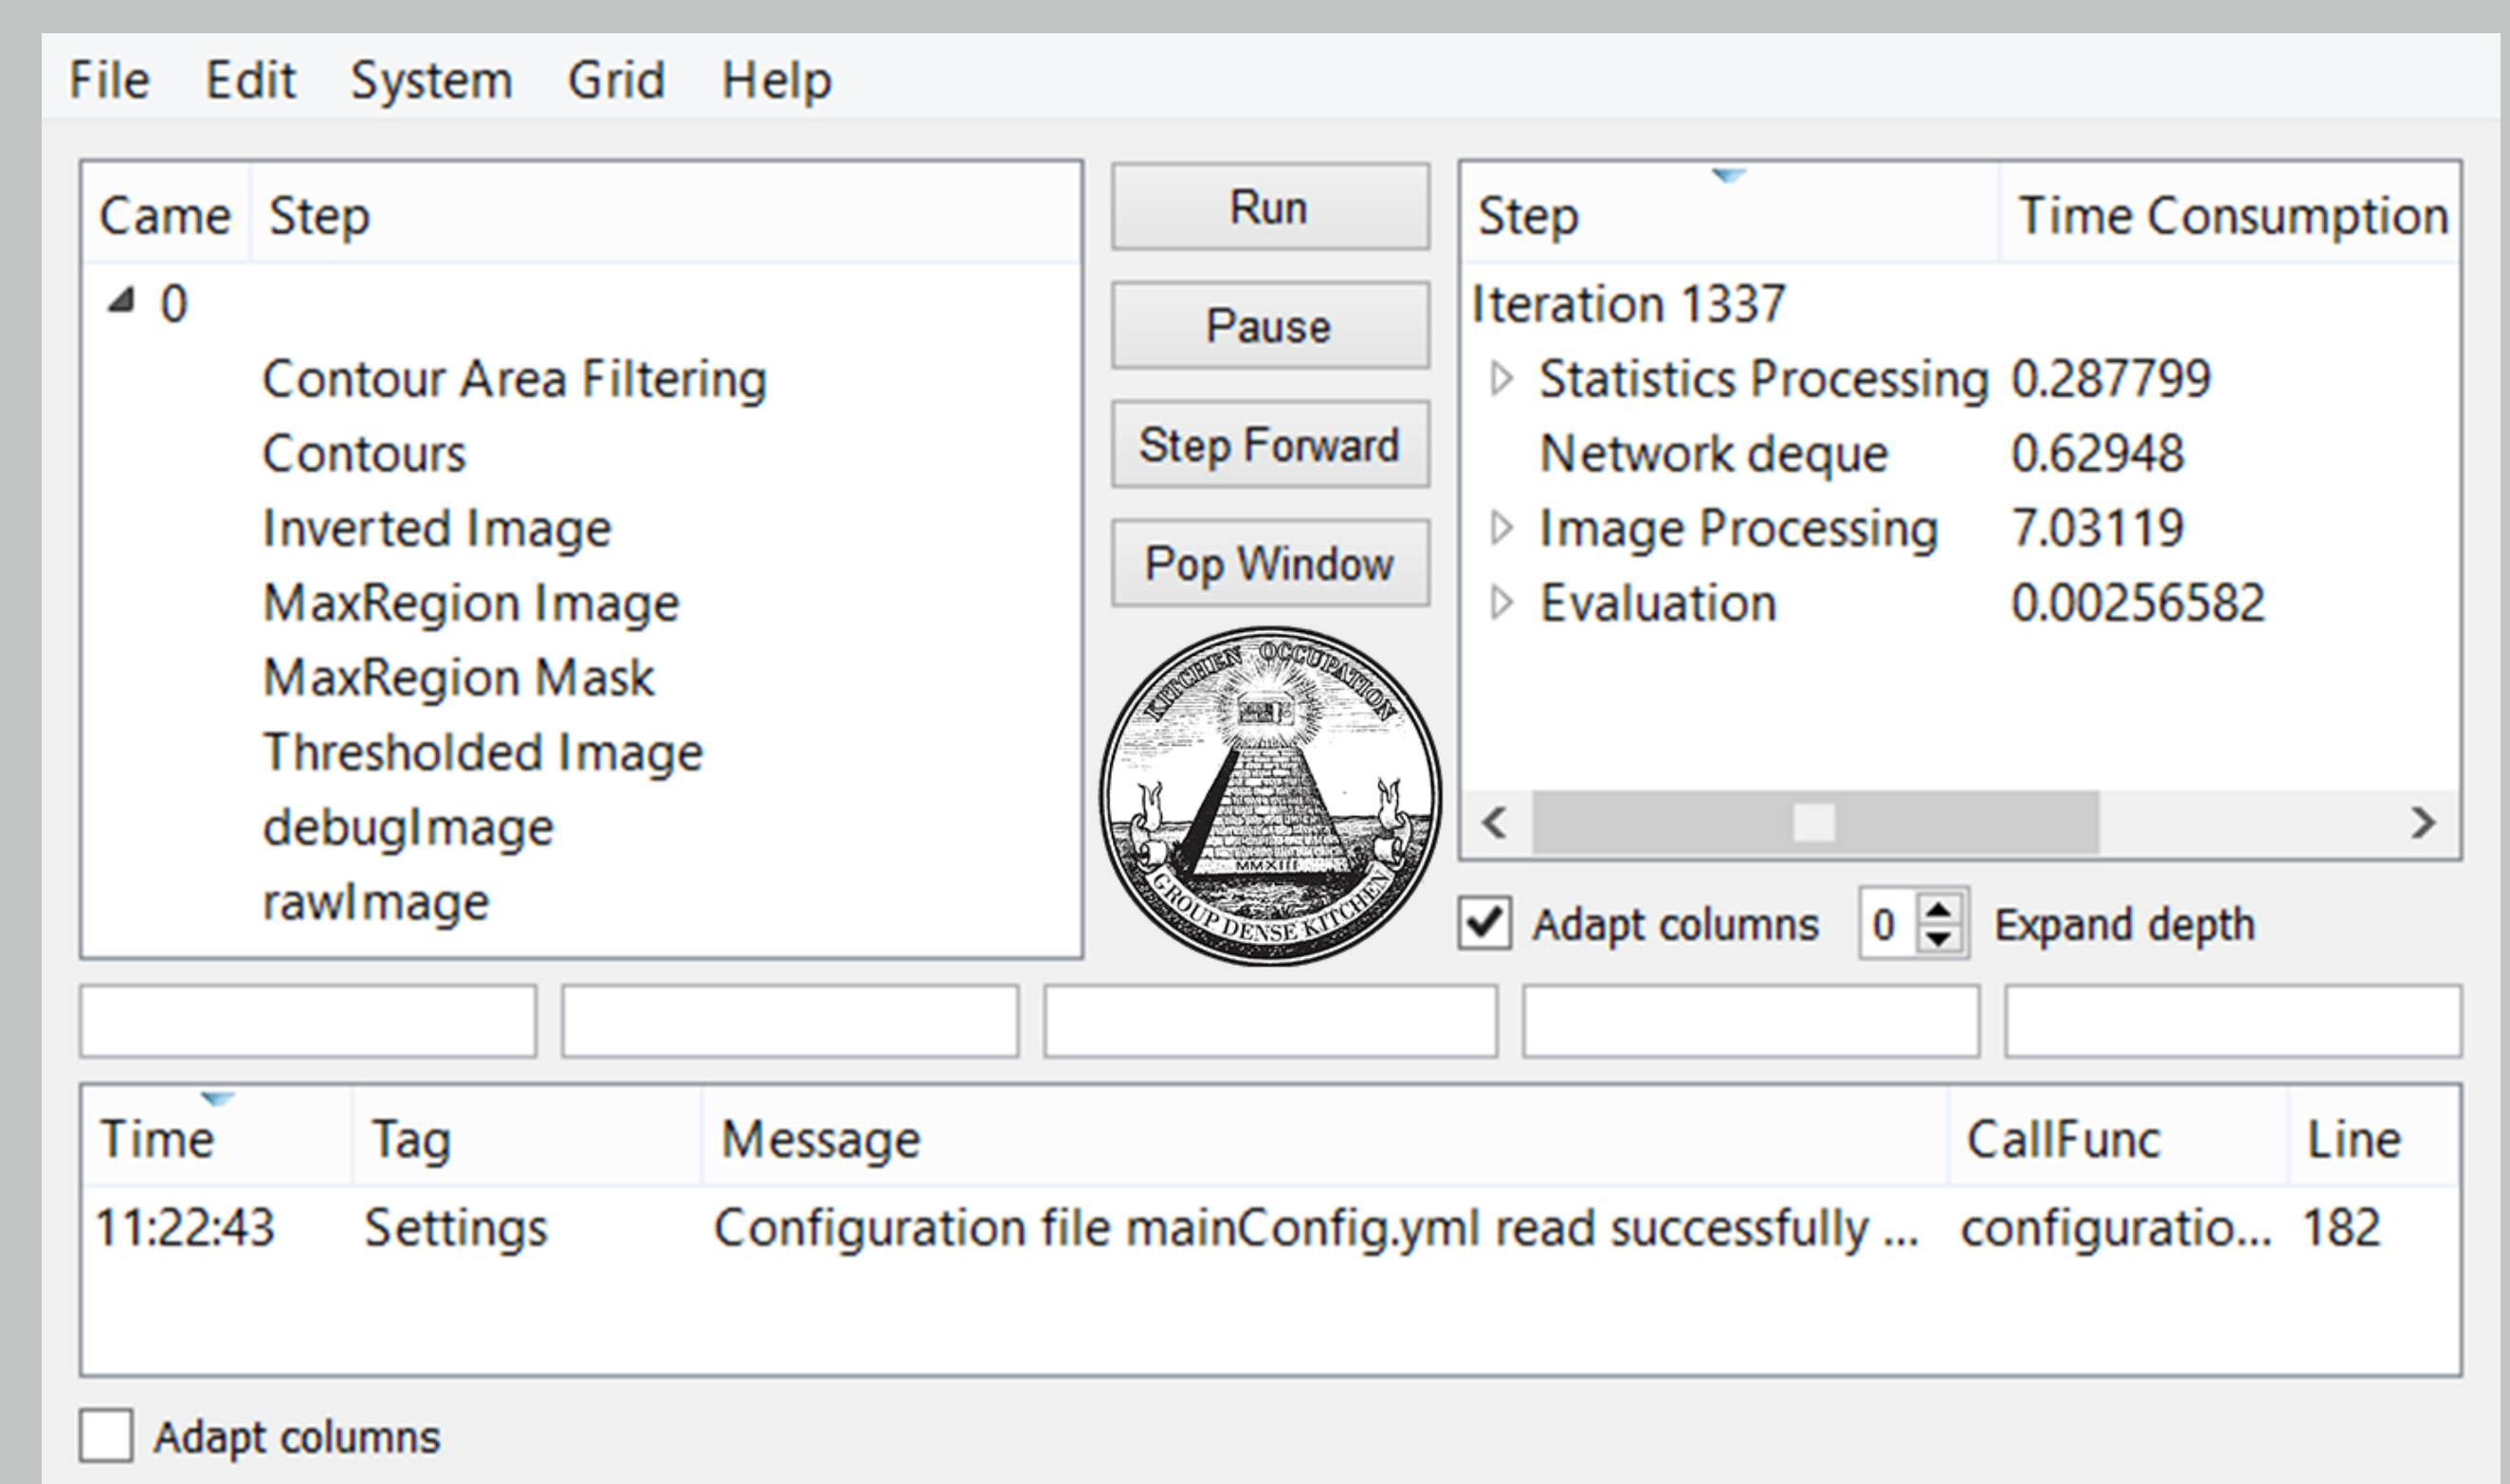 File Edit System Grid Help
Came Step
0
Contour Area Filtering
Contours
Inverted Image
MaxRegion Image
MaxRegion Mask
Thresholded Image
debugImage
rawImage
Run
Pause
Step Forward
Pop Window
KITCHEN OCCUPATION
MMXIII
GROUP DENSE KITCHEN
Step Time Consumption
Iteration 1337
Statistics Processing 0.287799
Network deque 0.62948
Image Processing 7.03119
Evaluation 0.00256582
Adapt columns 0 Expand depth
Time Tag Message CallFunc Line
11:22:43 Settings Configuration file mainConfig.yml read successfully ... configuratio... 182
Adapt columns